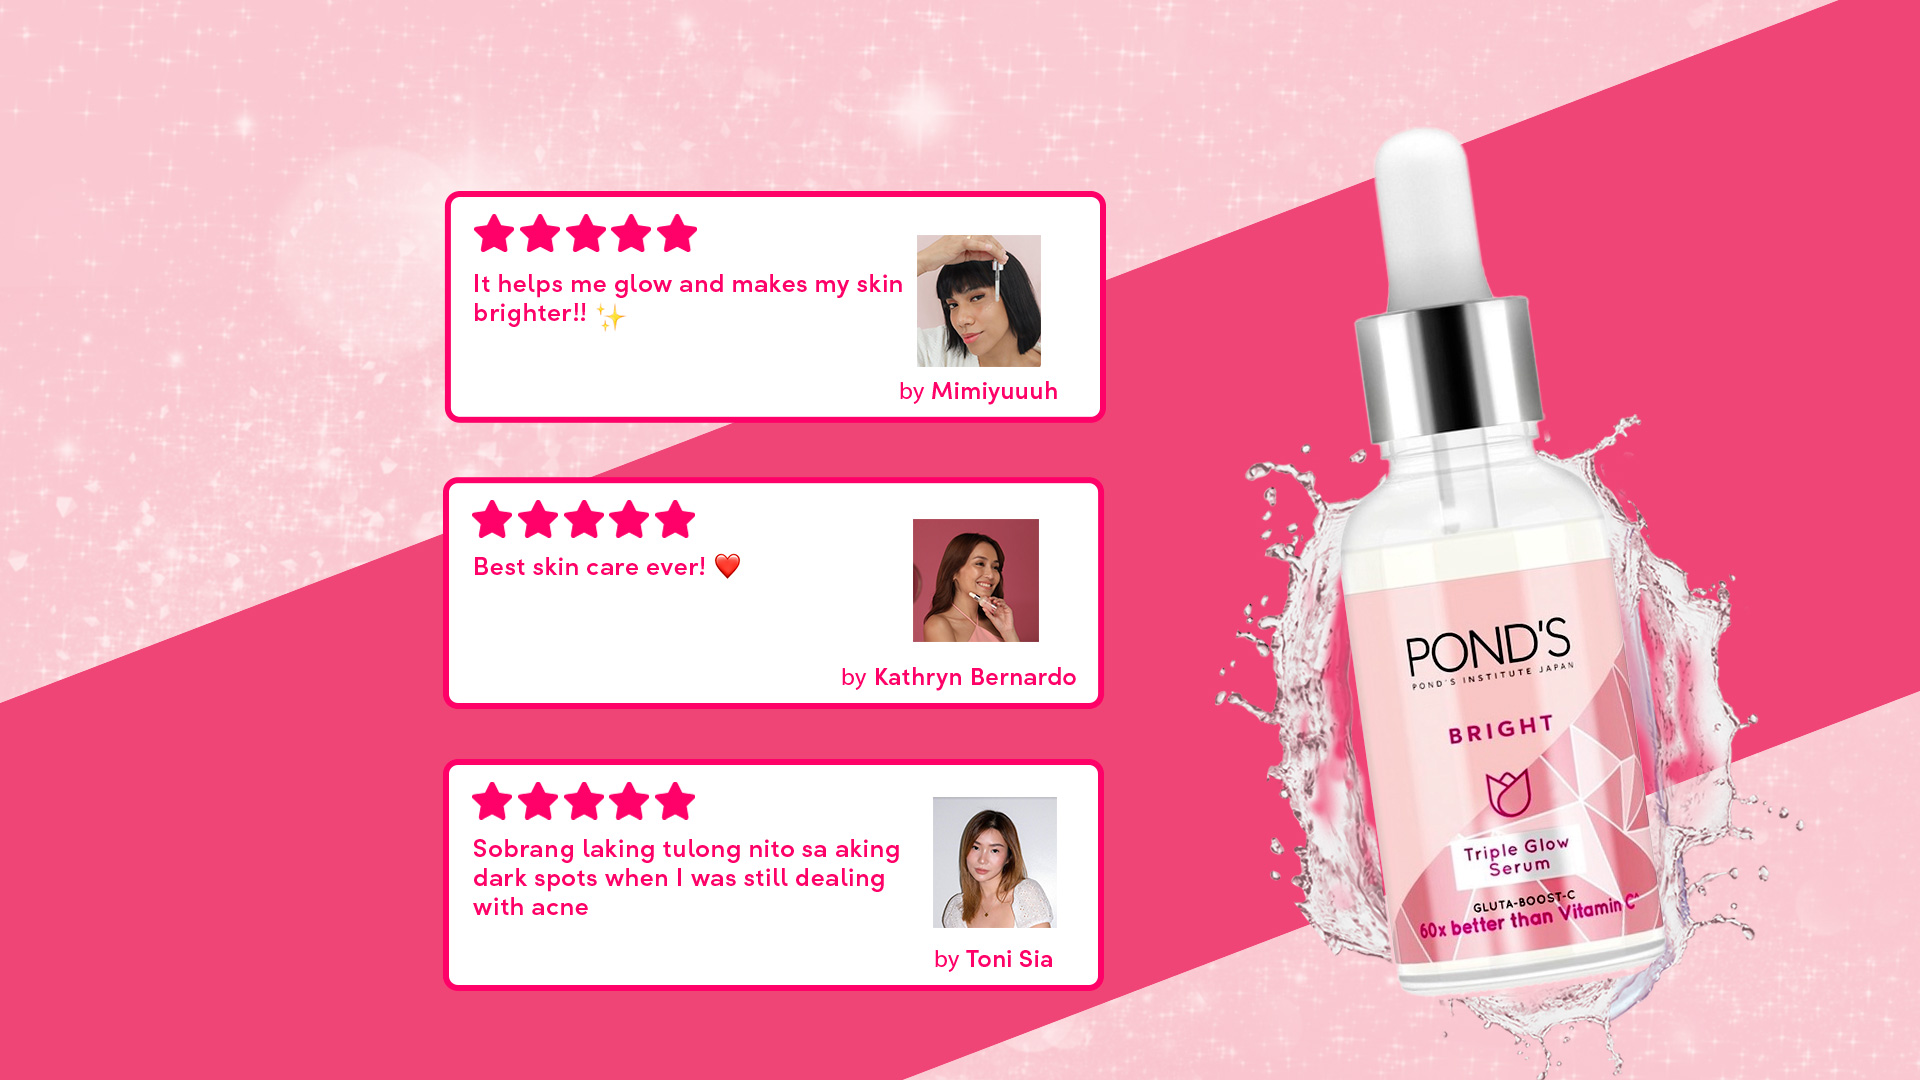 It helps me glow and makes my skin
brighter!! ✨
by Mimiyuuuh
Best skin care ever! ❤️
by Kathryn Bernardo
Sobrang laking tulong nito sa aking
dark spots when I was still dealing
with acne
by Toni Sia
POND'S
POND'S INSTITUTE JAPAN
BRIGHT
Triple Glow
Serum
GLUTA-BOOST-C
60x better than Vitamin C^